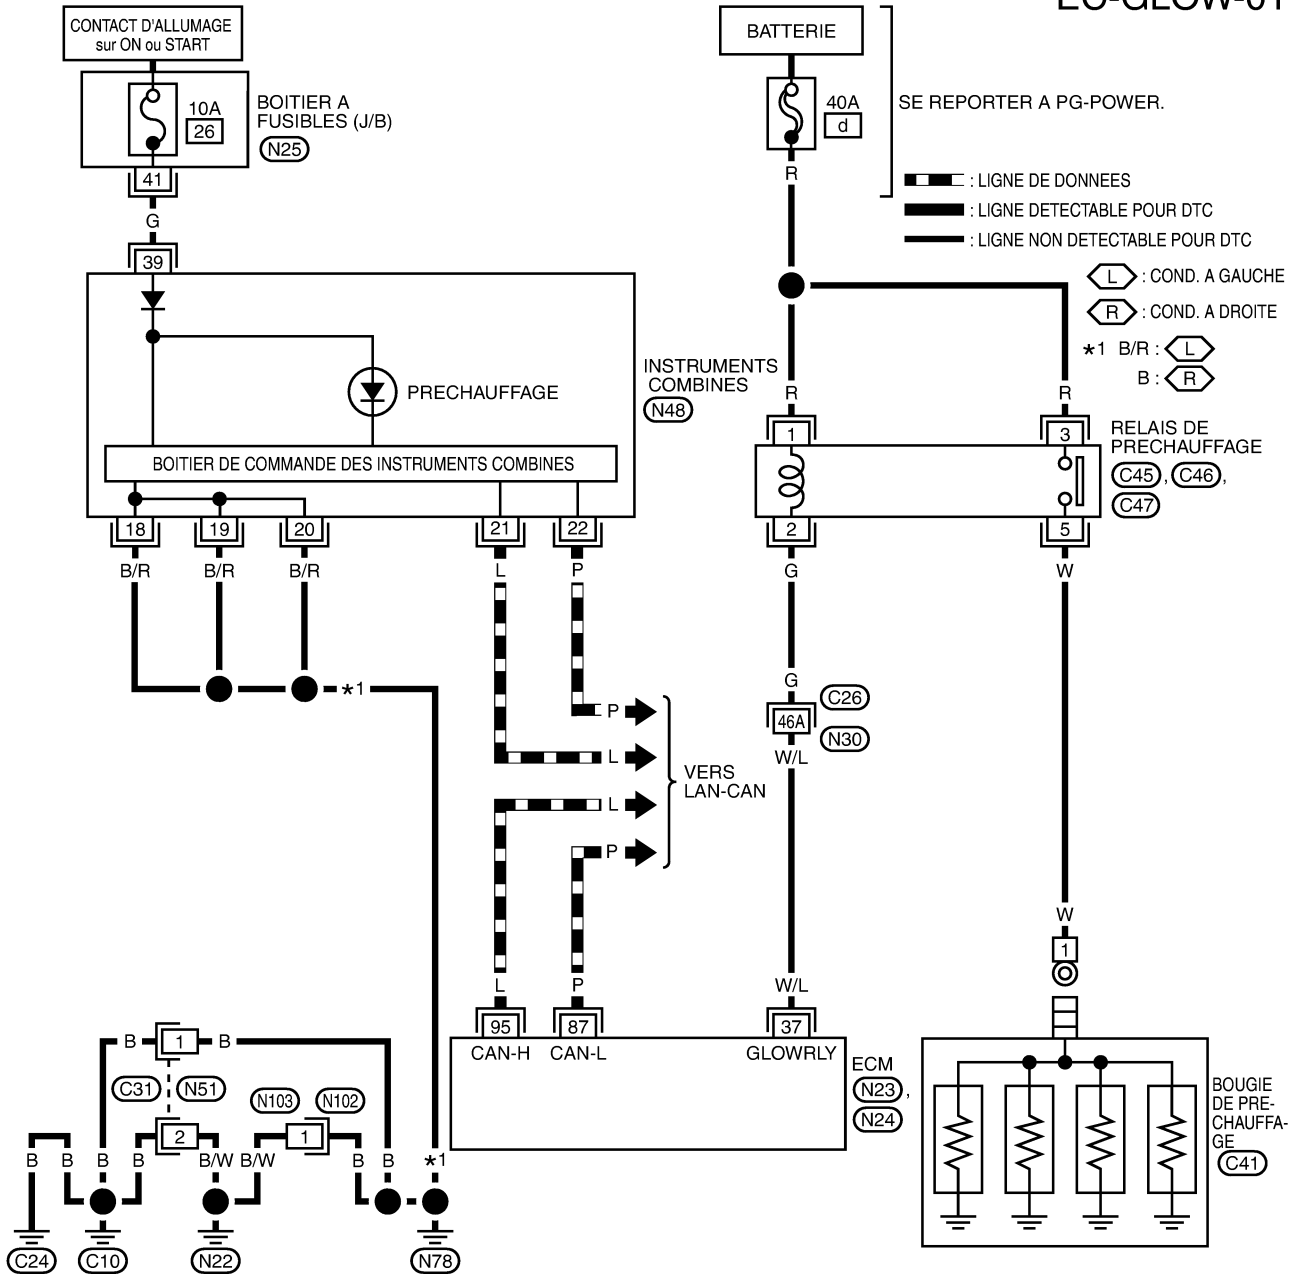 EC-GLOW-01
CONTACT D'ALLUMAGE
sur ON ou START
10A
26
BOITIER A
FUSIBLES (J/B)
N25
41
G
39
BATTERIE
40A
d
SE REPORTER A PG-POWER.
R
: LIGNE DE DONNEES
: LIGNE DETECTABLE POUR DTC
: LIGNE NON DETECTABLE POUR DTC
L : COND. A GAUCHE
R : COND. A DROITE
*1 B/R : L
B : R
PRECHAUFFAGE
INSTRUMENTS
COMBINES
N48
BOITIER DE COMMANDE DES INSTRUMENTS COMBINES
18 19 20 21 22
B/R B/R B/R L P
R R
1 3
RELAIS DE
PRECHAUFFAGE
C45 , C46 ,
C47
2 5
G W
*1
P
L
L
P
VERS
LAN-CAN
G
C26
46A
N30
W/L
W
1
L P W/L
95 87 37
CAN-H CAN-L GLOWRLY
ECM
N23 ,
N24
BOUGIE
DE PRE-
CHAUFFA-
GE
C41
B 1 B
C31 N51
N103 N102
2 1
B B B B B/W B/W B B *1
C24 C10 N22 N78